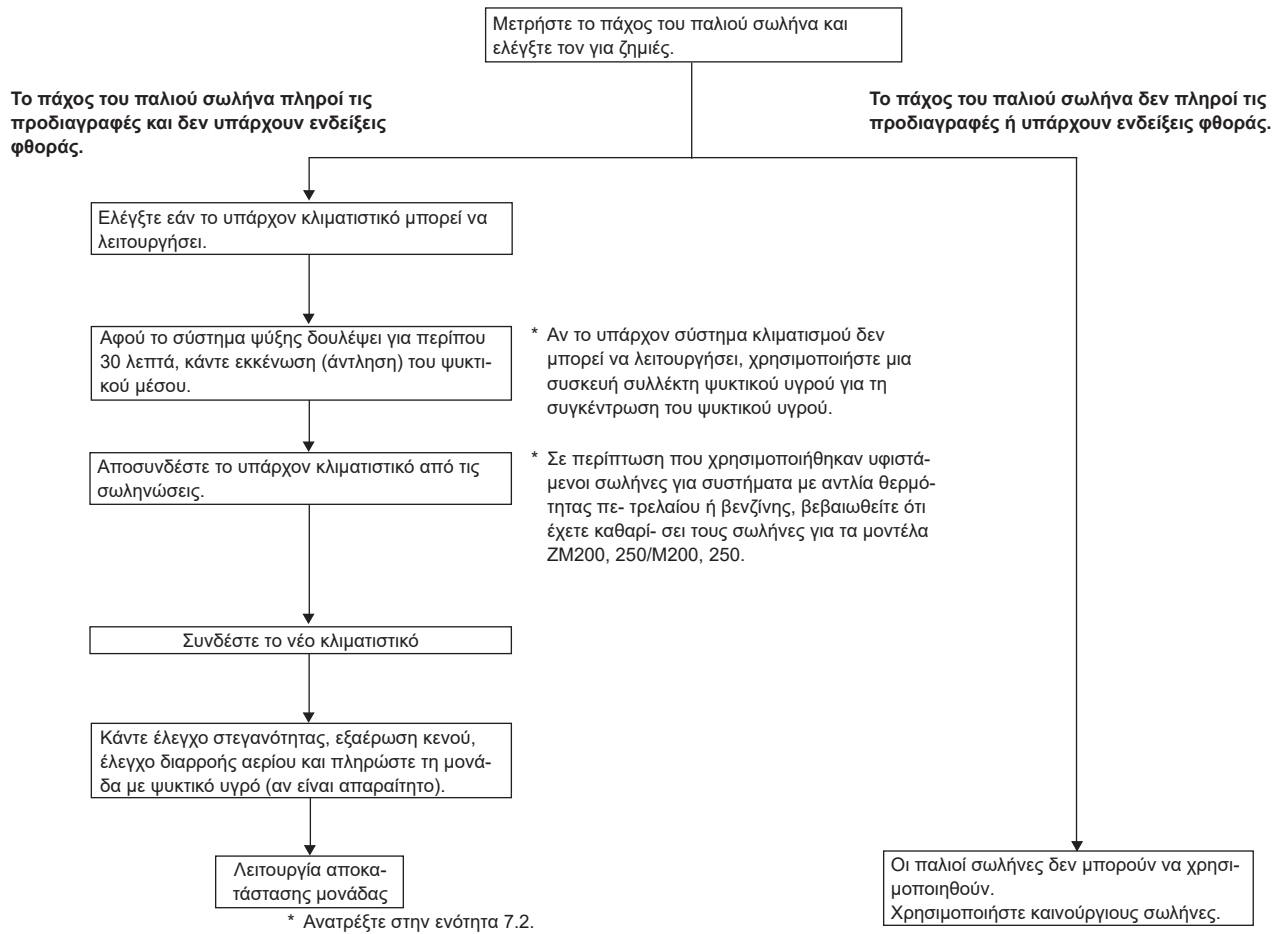 Μετρήστε το πάχος του παλιού σωλήνα και
ελέγξτε τον για ζημιές.
Το πάχος του παλιού σωλήνα πληροί τις
προδιαγραφές και δεν υπάρχουν ενδείξεις
φθοράς.
Το πάχος του παλιού σωλήνα δεν πληροί τις
προδιαγραφές ή υπάρχουν ενδείξεις φθοράς.
Ελέγξτε εάν το υπάρχον κλιματιστικό μπορεί να
λειτουργήσει.
Αφού το σύστημα ψύξης δουλέψει για περίπου
30 λεπτά, κάντε εκκένωση (άντληση) του ψυκτι-
κού μέσου.
* Αν το υπάρχον σύστημα κλιματισμού δεν
μπορεί να λειτουργήσει, χρησιμοποιήστε μια
συσκευή συλλέκτη ψυκτικού υγρού για τη
συγκέντρωση του ψυκτικού υγρού.
Αποσυνδέστε το υπάρχον κλιματιστικό από τις
σωληνώσεις.
* Σε περίπτωση που χρησιμοποιήθηκαν υφιστά-
μενοι σωλήνες για συστήματα με αντλία θερμό-
τητας πε- τρελαίου ή βενζίνης, βεβαιωθείτε ότι
έχετε καθαρί- σει τους σωλήνες για τα μοντέλα
ZM200, 250/M200, 250.
Συνδέστε το νέο κλιματιστικό
Κάντε έλεγχο στεγανότητας, εξαέρωση κενού,
έλεγχο διαρροής αερίου και πληρώστε τη μονά-
δα με ψυκτικό υγρό (αν είναι απαραίτητο).
Λειτουργία αποκα-
τάστασης μονάδας
* Ανατρέξτε στην ενότητα 7.2.
Οι παλιοί σωλήνες δεν μπορούν να χρησι-
μοποιηθούν.
Χρησιμοποιήστε καινούργιους σωλήνες.